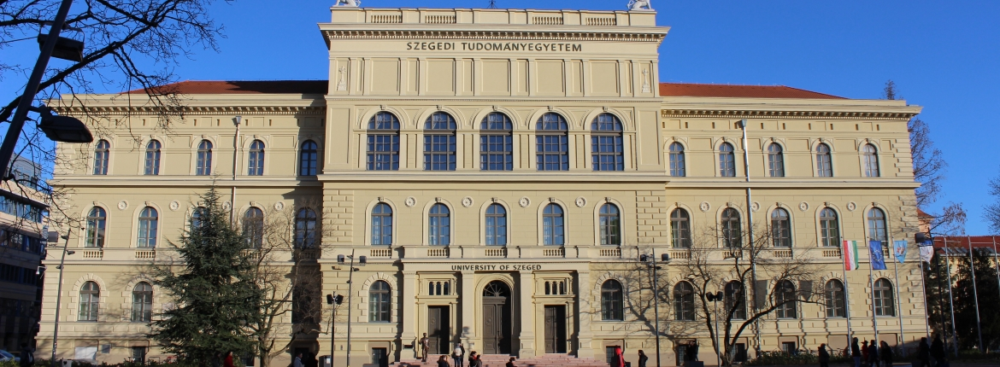 SZEGEDI TUDOMÁNYEGYETEM
UNIVERSITY OF SZEGED